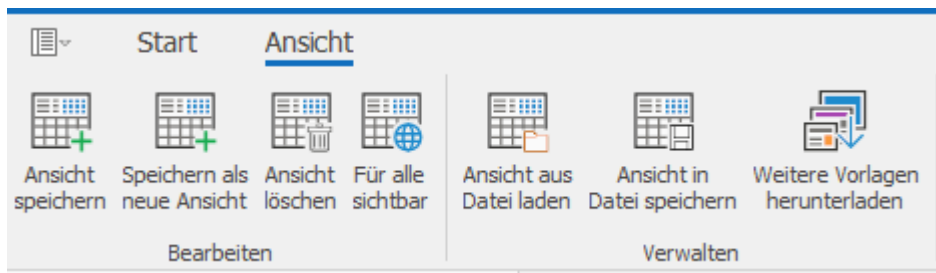 Start Ansicht
Ansicht speichern
Speichern als neue Ansicht
Ansicht löschen
Für alle sichtbar
Bearbeiten
Ansicht aus Datei laden
Ansicht in Datei speichern
Weitere Vorlagen herunterladen
Verwalten